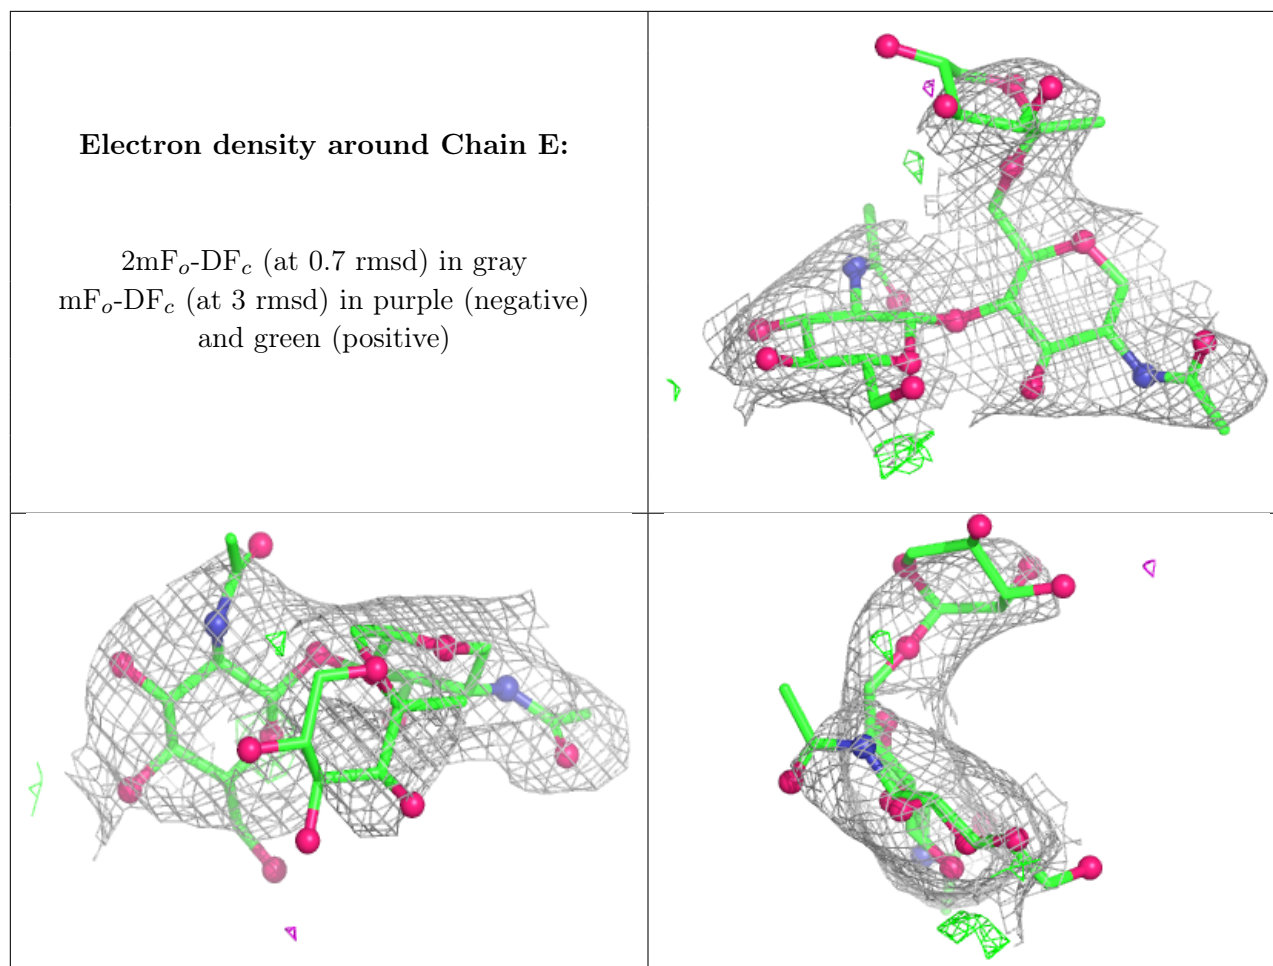 Electron density around Chain E:
2mFₒ-DF𝒸 (at 0.7 rmsd) in gray
mFₒ-DF𝒸 (at 3 rmsd) in purple (negative)
and green (positive)